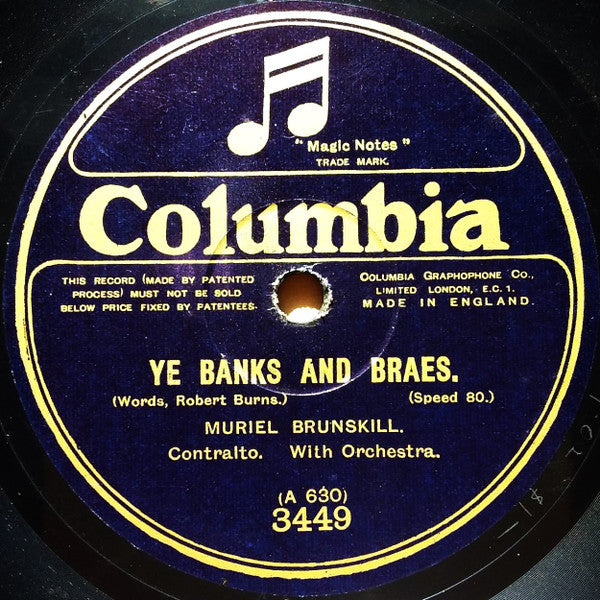 " Magic Notes "
TRADE MARK.
Columbia
THIS RECORD (MADE BY PATENTED
PROCESS) MUST NOT BE SOLD
BELOW PRICE FIXED BY PATENTEES.
COLUMBIA GRAPHOPHONE CO.,
LIMITED LONDON, E.C. 1.
MADE IN ENGLAND.
YE BANKS AND BRAES.
(Words, Robert Burns.) (Speed 80.)
MURIEL BRUNSKILL.
Contralto. With Orchestra.
(A 630)
3449